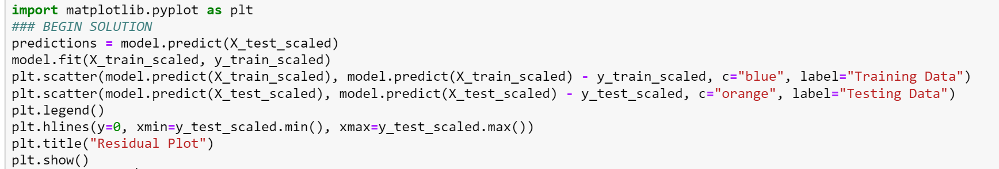 import matplotlib.pyplot as plt
### BEGIN SOLUTION
predictions = model.predict(X_test_scaled)
model.fit(X_train_scaled, y_train_scaled)
plt.scatter(model.predict(X_train_scaled), model.predict(X_train_scaled) - y_train_scaled, c="blue", label="Training Data")
plt.scatter(model.predict(X_test_scaled), model.predict(X_test_scaled) - y_test_scaled, c="orange", label="Testing Data")
plt.legend()
plt.hlines(y=0, xmin=y_test_scaled.min(), xmax=y_test_scaled.max())
plt.title("Residual Plot")
plt.show()